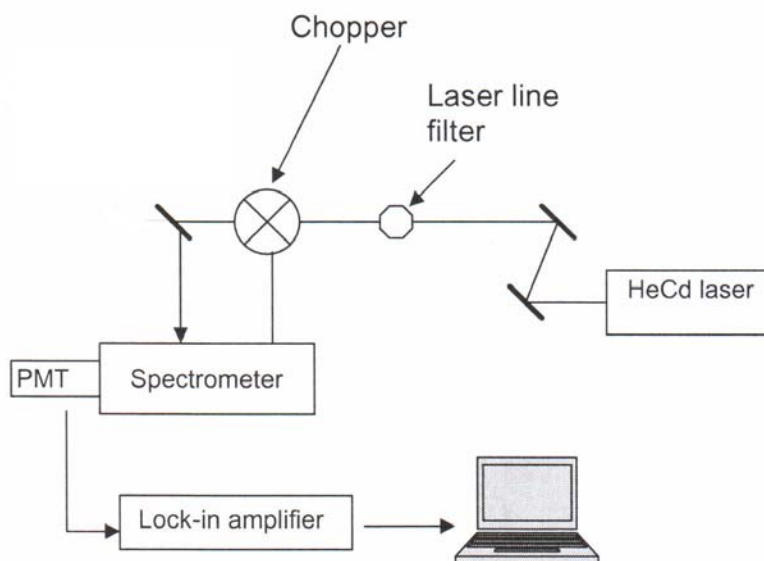 Chopper
Laser line
filter
HeCd laser
PMT
Spectrometer
Lock-in amplifier